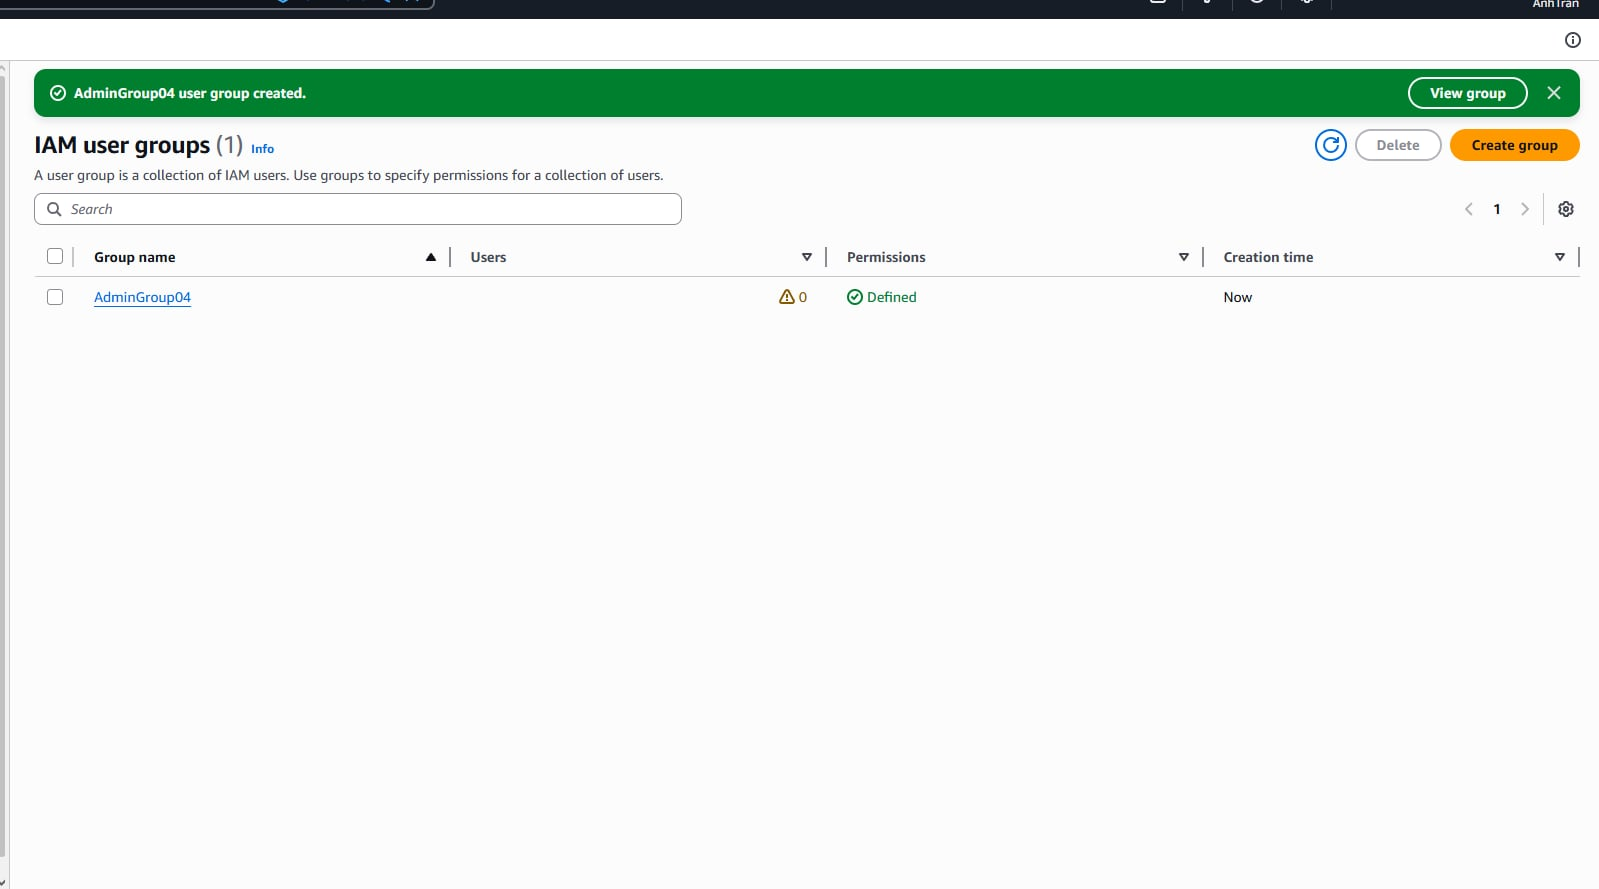 AnhTran
AdminGroup04 user group created.
View group
IAM user groups (1) Info
Delete
Create group
A user group is a collection of IAM users. Use groups to specify permissions for a collection of users.
Search
1
Group name
Users
Permissions
Creation time
AdminGroup04
0
Defined
Now